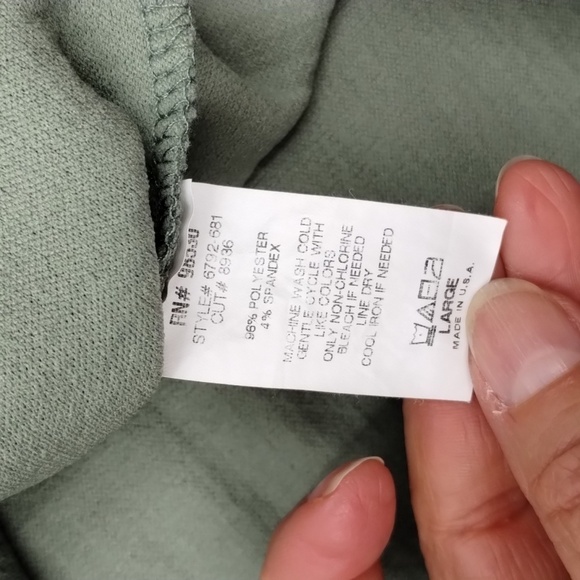 RN#
STYLE# 6792-681
CUT# 8936
96% POLYESTER
4% SPANDEX
MACHINE WASH COLD
GENTLE CYCLE WITH
LIKE COLORS
ONLY NON-CHLORINE
BLEACH IF NEEDED
LINE DRY
COOL IRON IF NEEDED
LARGE
MADE IN U.S.A.